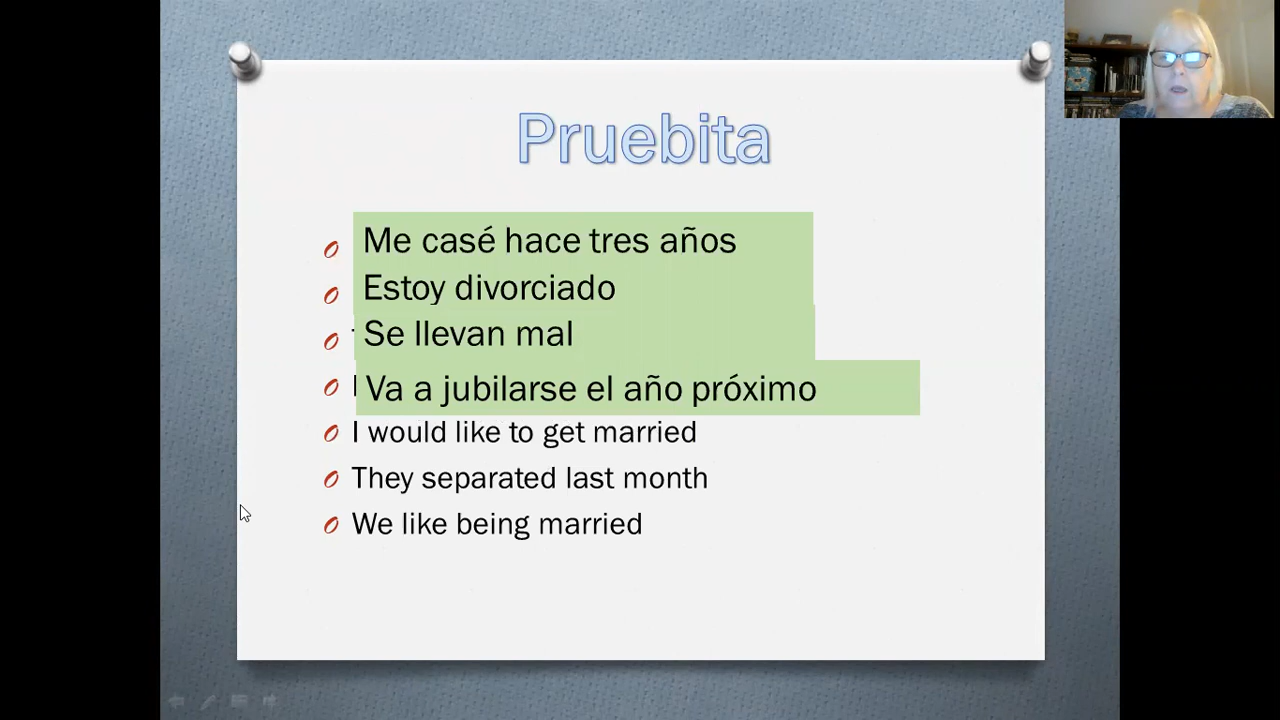 Pruebita
Me casé hace tres años
Estoy divorciado
Se llevan mal
Va a jubilarse el año próximo
I would like to get married
They separated last month
We like being married